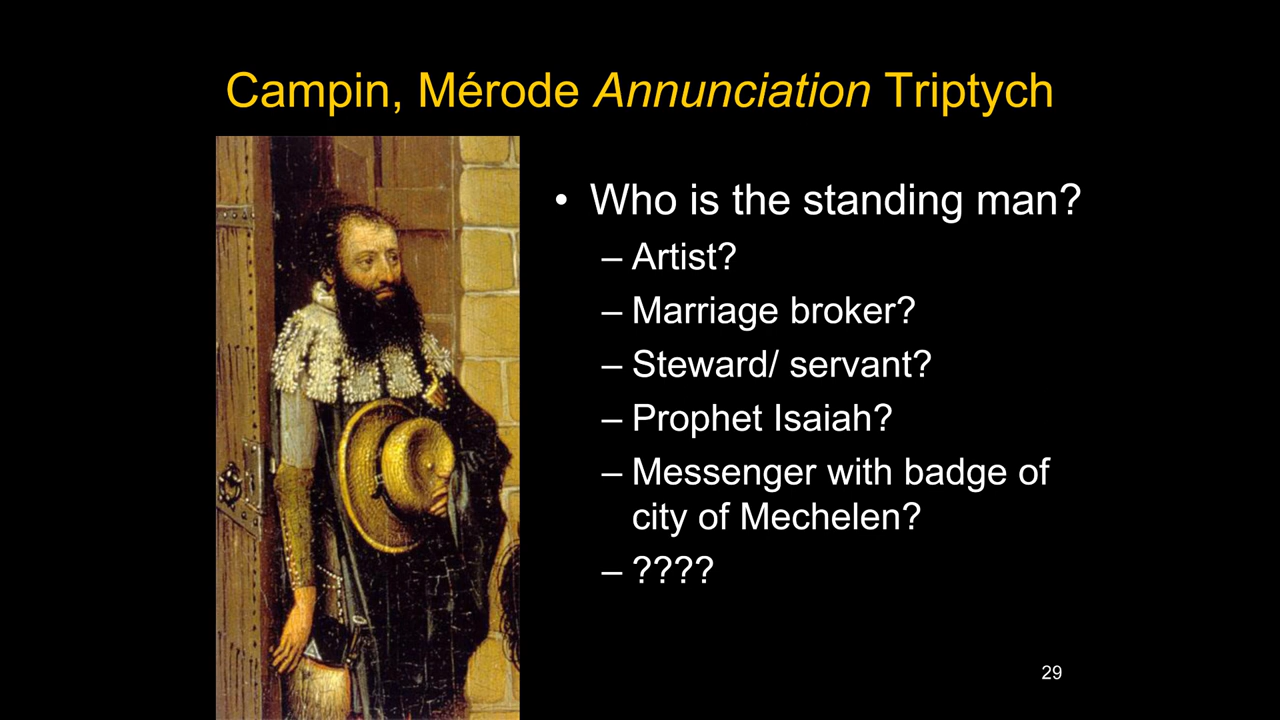 Campin, Mérode Annunciation Triptych
• Who is the standing man?
– Artist?
– Marriage broker?
– Steward/ servant?
– Prophet Isaiah?
– Messenger with badge of
city of Mechelen?
– ????
29